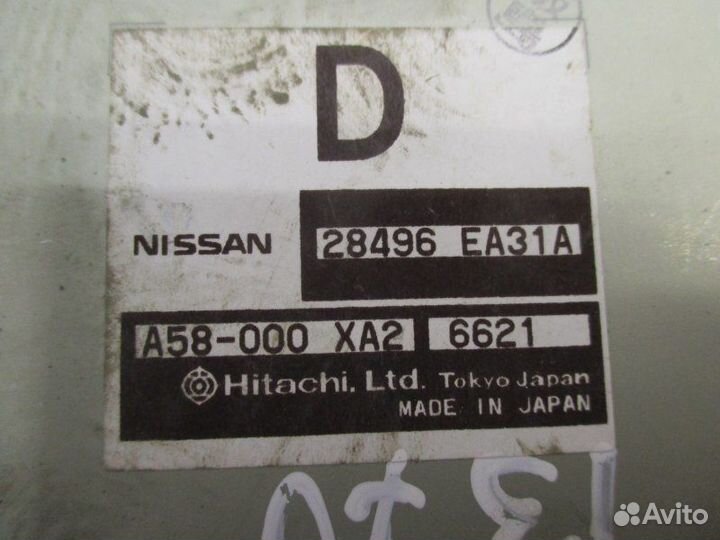 D
NISSAN 28496 EA31A
A58-000 XA2 6621
Hitachi, Ltd. Tokyo Japan
MADE IN JAPAN
Avito